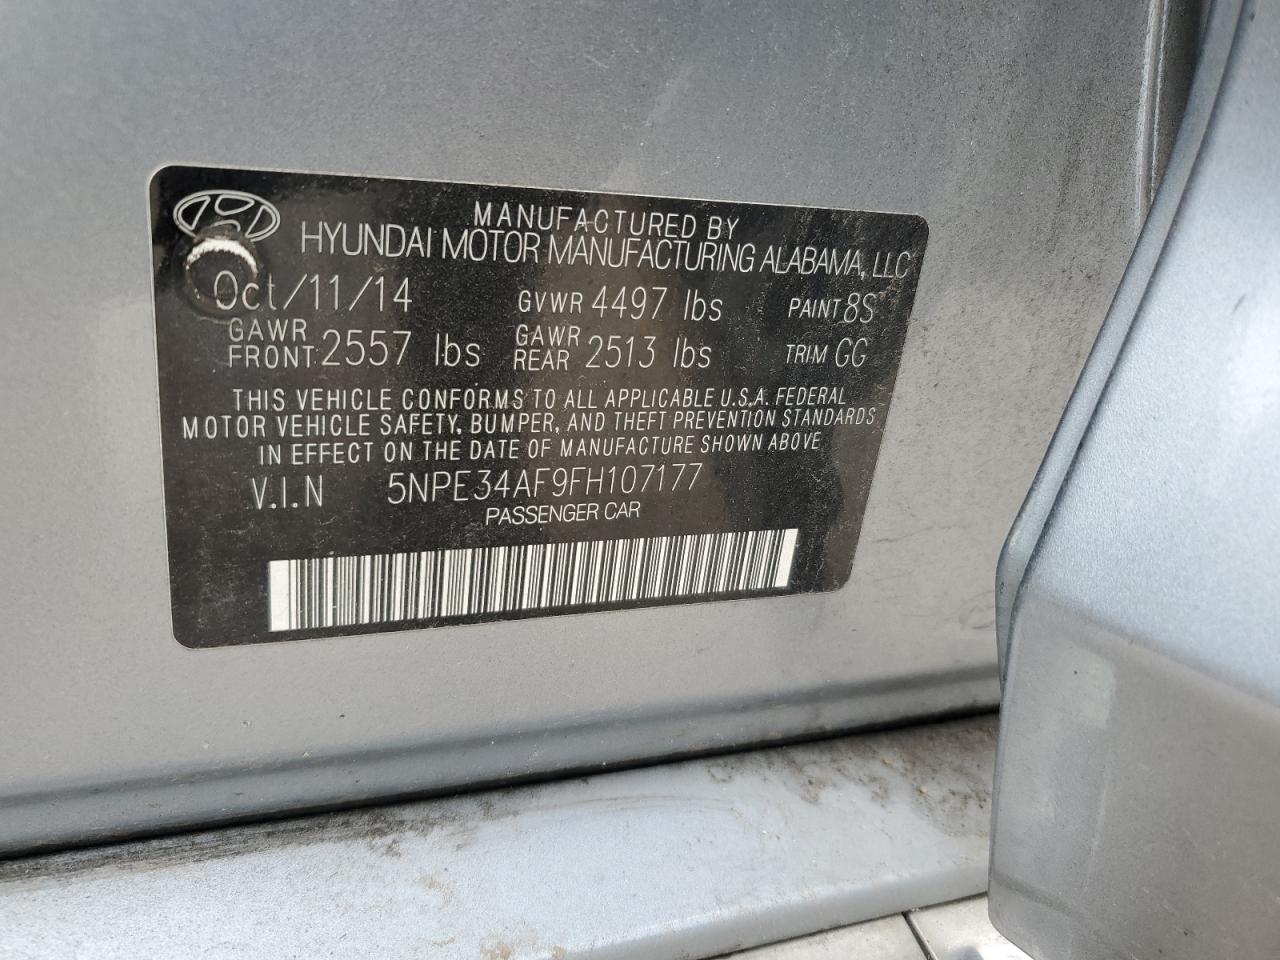 MANUFACTURED BY
HYUNDAI MOTOR MANUFACTURING ALABAMA, LLC
Oct/11/14 GVWR 4497 lbs PAINT 8S
GAWR FRONT 2557 lbs GAWR REAR 2513 lbs TRIM GG
THIS VEHICLE CONFORMS TO ALL APPLICABLE U.S.A. FEDERAL
MOTOR VEHICLE SAFETY, BUMPER, AND THEFT PREVENTION STANDARDS
IN EFFECT ON THE DATE OF MANUFACTURE SHOWN ABOVE
V.I.N 5NPE34AF9FH107177
PASSENGER CAR